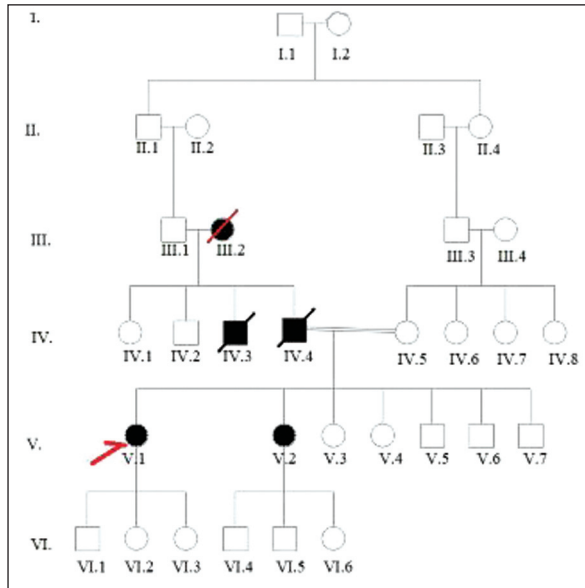 I.
I.1 I.2
II.
II.1 II.2 II.3 II.4
III.
III.1 III.2 III.3 III.4
IV.
IV.1 IV.2 IV.3 IV.4 IV.5 IV.6 IV.7 IV.8
V.
V.1 V.2 V.3 V.4 V.5 V.6 V.7
VI.
VI.1 VI.2 VI.3 VI.4 VI.5 VI.6